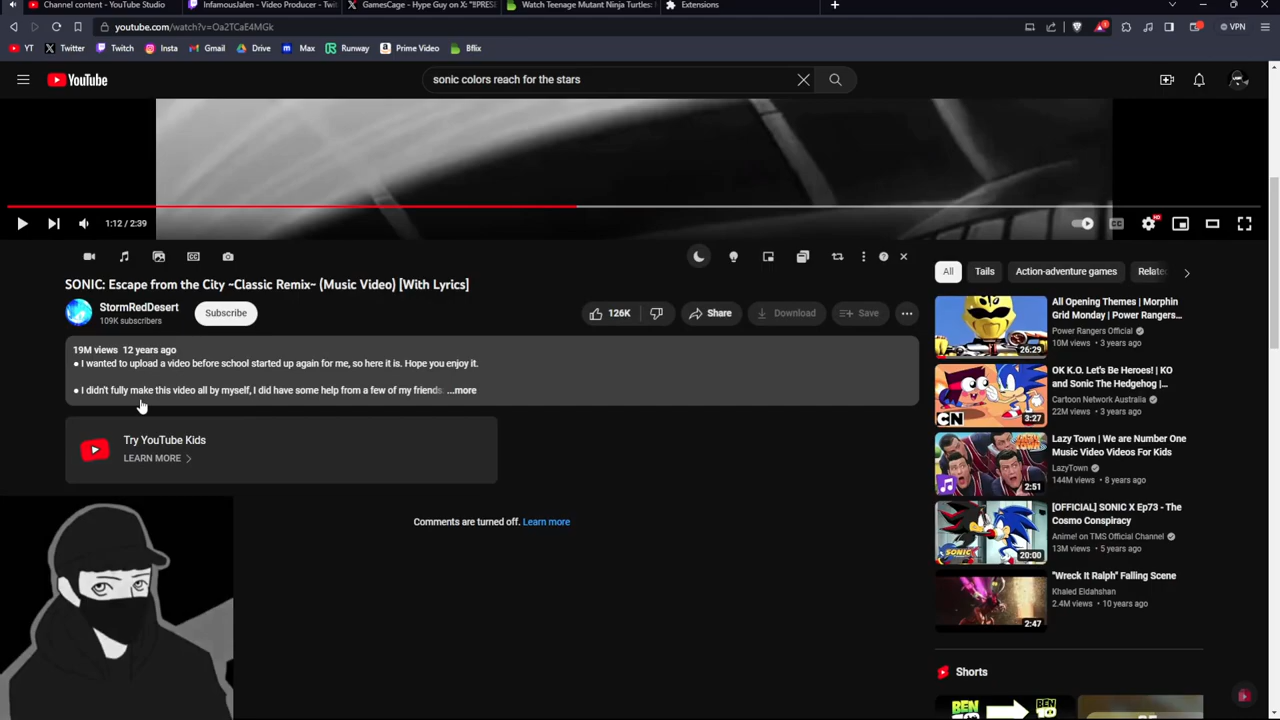 Channel content - YouTube Studio
InfamousJalen - Video Producer - Twit
GamesCage - Hype Guy on X: "@PRES
Watch Teenage Mutant Ninja Turtles:
Extensions
youtube.com/watch?v=Oa2TCaE4MGk
VPN
YT
Twitter
Twitch
Insta
Gmail
Drive
Max
Runway
Prime Video
Bflix
YouTube
sonic colors reach for the stars
1:12 / 2:39
SONIC: Escape from the City ~Classic Remix~ (Music Video) [With Lyrics]
StormRedDesert
109K subscribers
Subscribe
126K
Share
Download
Save
19M views 12 years ago
● I wanted to upload a video before school started up again for me, so here it is. Hope you enjoy it.
● I didn't fully make this video all by myself, I did have some help from a few of my friends ...more
Try YouTube Kids
LEARN MORE
Comments are turned off. Learn more
All
Tails
Action-adventure games
Relate
All Opening Themes | Morphin
Grid Monday | Power Rangers...
Power Rangers Official
10M views • 3 years ago
26:29
OK K.O. Let's Be Heroes! | KO
and Sonic The Hedgehog |...
Cartoon Network Australia
22M views • 3 years ago
CN
3:27
Lazy Town | We are Number One
Music Video Videos For Kids
LazyTown
144M views • 8 years ago
2:51
[OFFICIAL] SONIC X Ep73 - The
Cosmo Conspiracy
Anime! on TMS Official Channel
13M views • 5 years ago
SONIC
20:00
"Wreck It Ralph" Falling Scene
Khaled Eldahshan
2.4M views • 10 years ago
2:47
Shorts
BEN
BEN